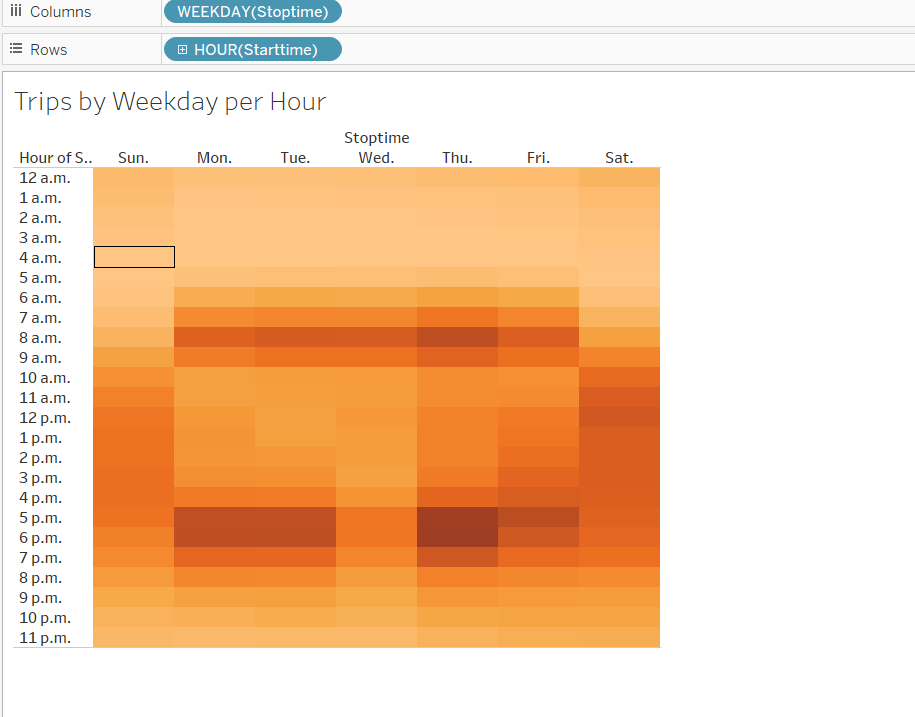 Columns WEEKDAY(Stoptime)
Rows HOUR(Starttime)
Trips by Weekday per Hour
Stoptime
Hour of S.. Sun. Mon. Tue. Wed. Thu. Fri. Sat.
12 a.m.
1 a.m.
2 a.m.
3 a.m.
4 a.m.
5 a.m.
6 a.m.
7 a.m.
8 a.m.
9 a.m.
10 a.m.
11 a.m.
12 p.m.
1 p.m.
2 p.m.
3 p.m.
4 p.m.
5 p.m.
6 p.m.
7 p.m.
8 p.m.
9 p.m.
10 p.m.
11 p.m.